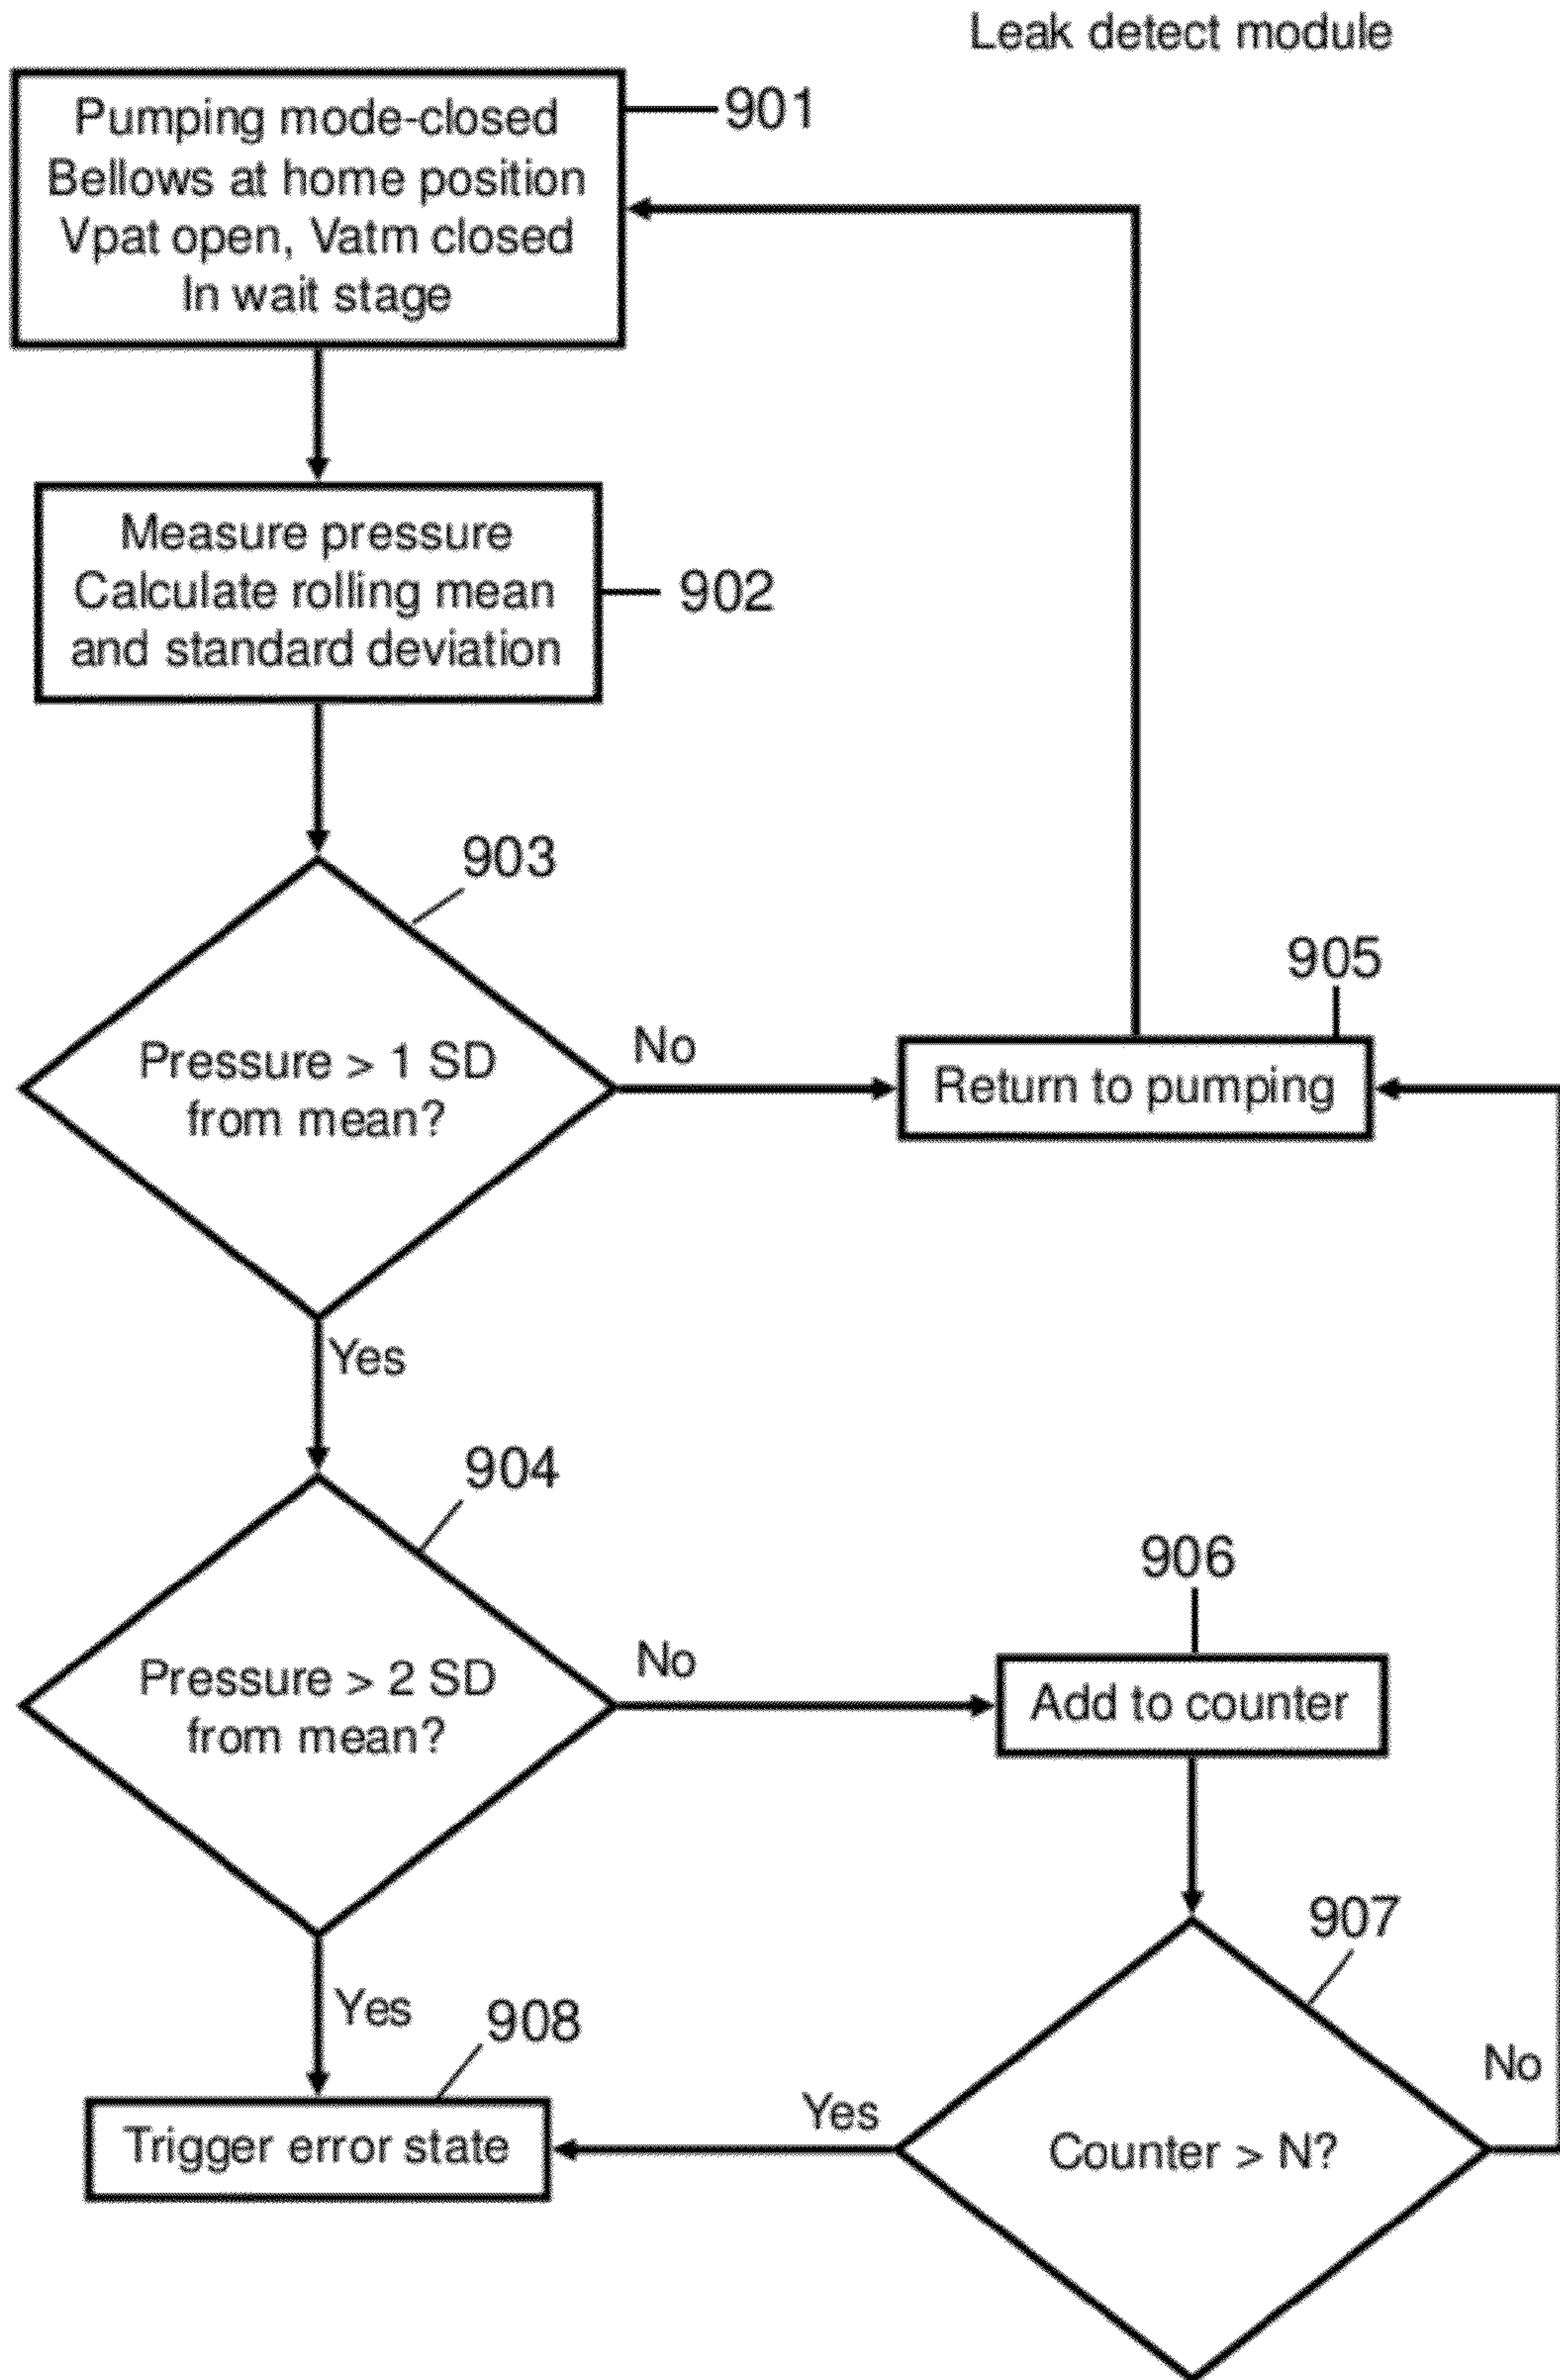 Leak detect module
Pumping mode-closed
Bellows at home position
Vpat open, Vatm closed
In wait stage
901
Measure pressure
Calculate rolling mean
and standard deviation
902
903
Pressure > 1 SD
from mean?
No
905
Return to pumping
Yes
904
Pressure > 2 SD
from mean?
No
906
Add to counter
907
Counter > N?
No
Yes
Yes
908
Trigger error state